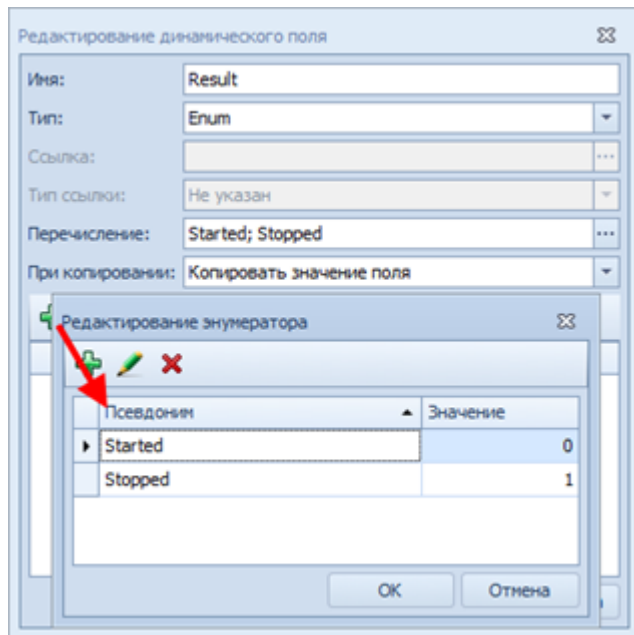 Редактирование динамического поля
Имя: Result
Тип: Enum
Ссылка:
Тип ссылки: Не указан
Перечисление: Started; Stopped
При копировании: Копировать значение поля
Редактирование энумератора
Псевдоним Значение
Started 0
Stopped 1
OK Отмена